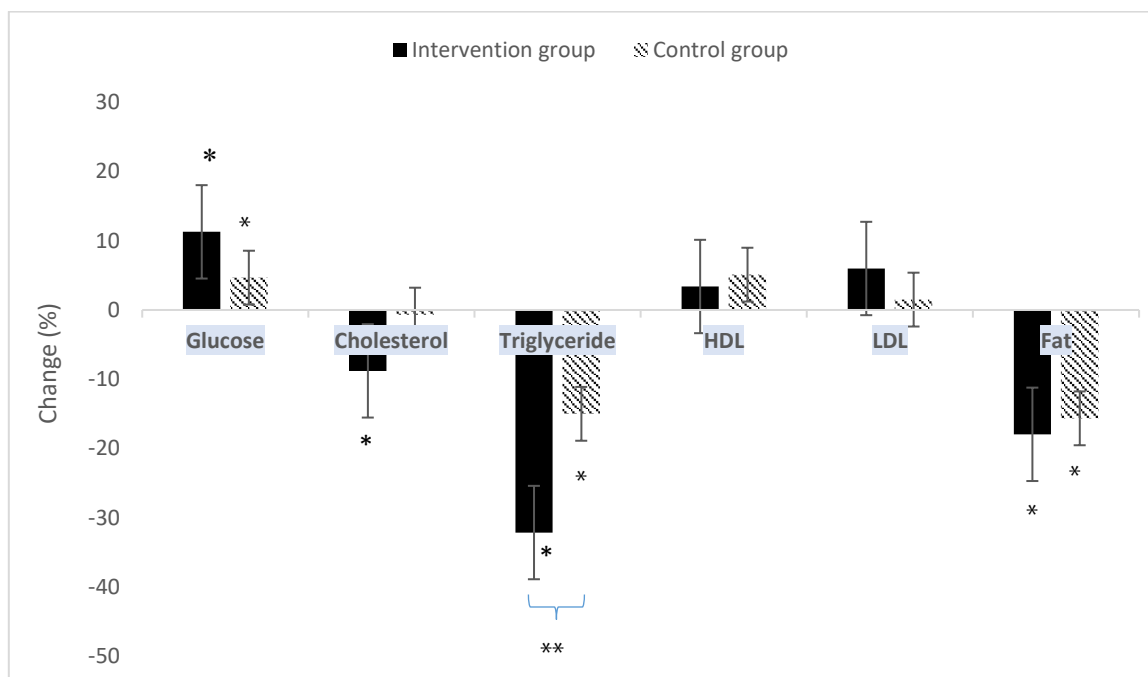 Intervention group Control group
30
20
10
0
-10
-20
-30
-40
-50
Change (%)
* *
Glucose Cholesterol Triglyceride HDL LDL Fat
* * * * *
**